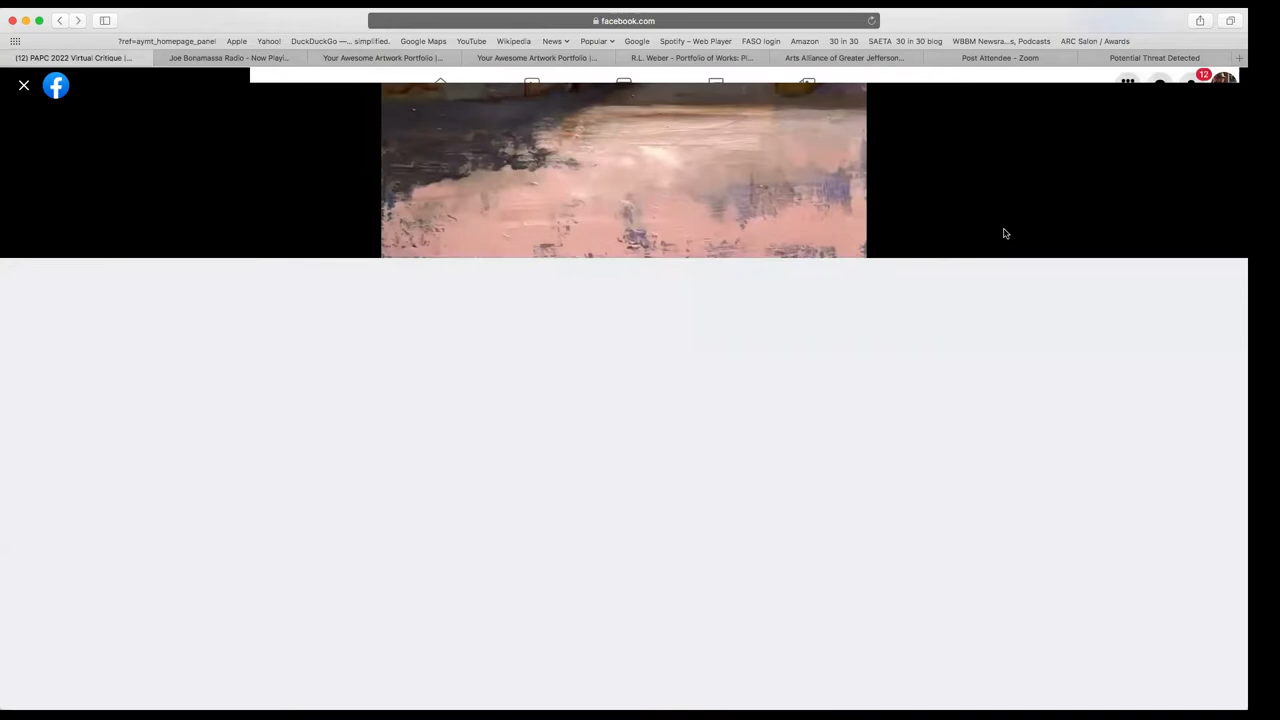 facebook.com
?ref=aymt_homepage_panel Apple Yahoo! DuckDuckGo —... simplified. Google Maps YouTube Wikipedia News Popular Google Spotify – Web Player FASO login Amazon 30 in 30 SAETA 30 in 30 blog WBBM Newsra...s, Podcasts ARC Salon / Awards
(12) PAPC 2022 Virtual Critique |... Joe Bonamassa Radio - Now Playi... Your Awesome Artwork Portfolio |... Your Awesome Artwork Portfolio |... R.L. Weber - Portfolio of Works: Pl... Arts Alliance of Greater Jefferson... Post Attendee - Zoom Potential Threat Detected
12